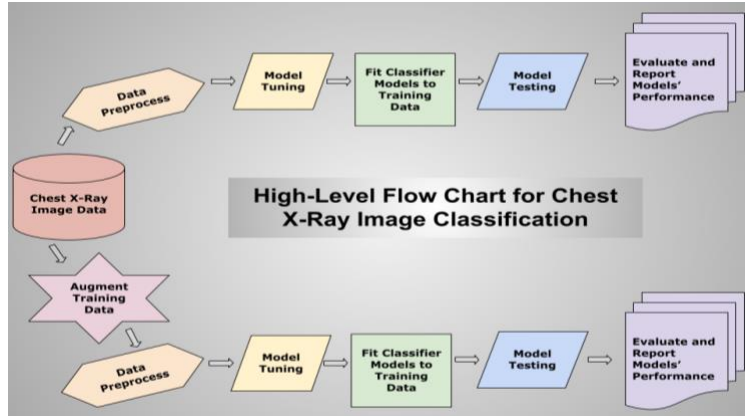 Data
Preprocess
Model
Tuning
Fit Classifier
Models to
Training
Data
Model
Testing
Evaluate and
Report
Models'
Performance
Chest X-Ray
Image Data
High-Level Flow Chart for Chest
X-Ray Image Classification
Augment
Training
Data
Data
Preprocess
Model
Tuning
Fit Classifier
Models to
Training
Data
Model
Testing
Evaluate and
Report
Models'
Performance